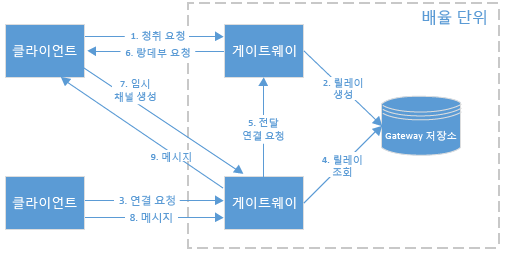 배율 단위
클라이언트
1. 청취 요청
6. 랑데부 요청
게이트웨이
7. 임시
채널 생성
2. 릴레이
생성
5. 전달
연결 요청
Gateway 저장소
9. 메시지
4. 릴레이
조회
클라이언트
3. 연결 요청
8. 메시지
게이트웨이